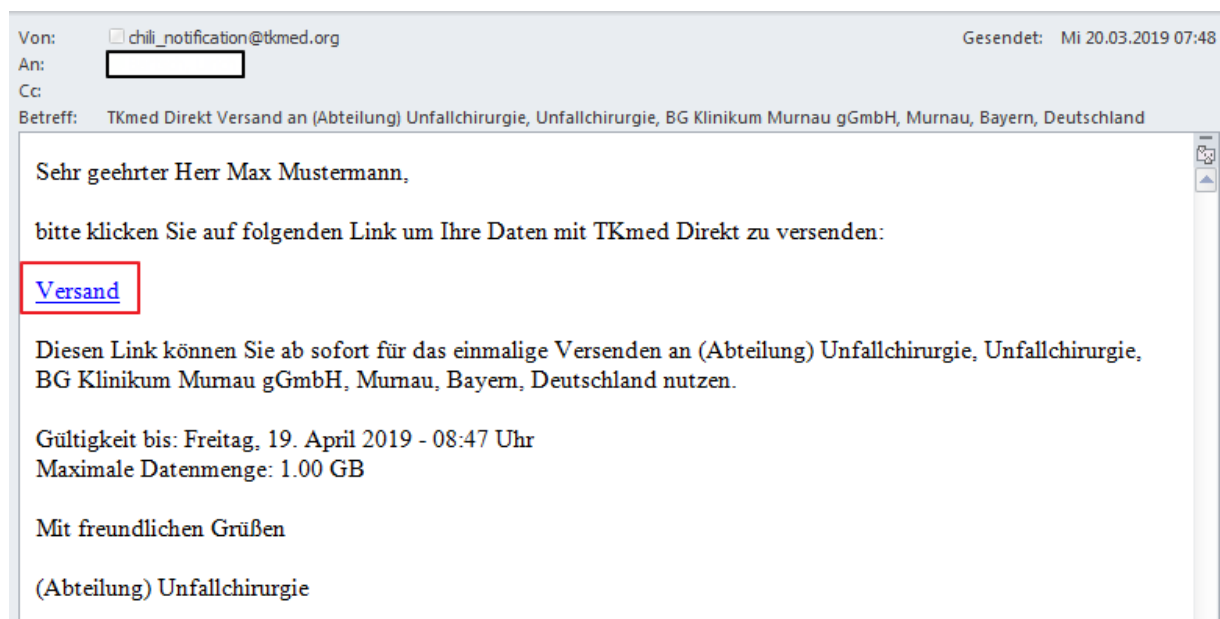 Von: chili_notification@tkmed.org Gesendet: Mi 20.03.2019 07:48
An:
Cc:
Betreff: TKmed Direkt Versand an (Abteilung) Unfallchirurgie, Unfallchirurgie, BG Klinikum Murnau gGmbH, Murnau, Bayern, Deutschland
Sehr geehrter Herr Max Mustermann,
bitte klicken Sie auf folgenden Link um Ihre Daten mit TKmed Direkt zu versenden:
Versand
Diesen Link können Sie ab sofort für das einmalige Versenden an (Abteilung) Unfallchirurgie, Unfallchirurgie,
BG Klinikum Murnau gGmbH, Murnau, Bayern, Deutschland nutzen.
Gültigkeit bis: Freitag, 19. April 2019 - 08:47 Uhr
Maximale Datenmenge: 1.00 GB
Mit freundlichen Grüßen
(Abteilung) Unfallchirurgie